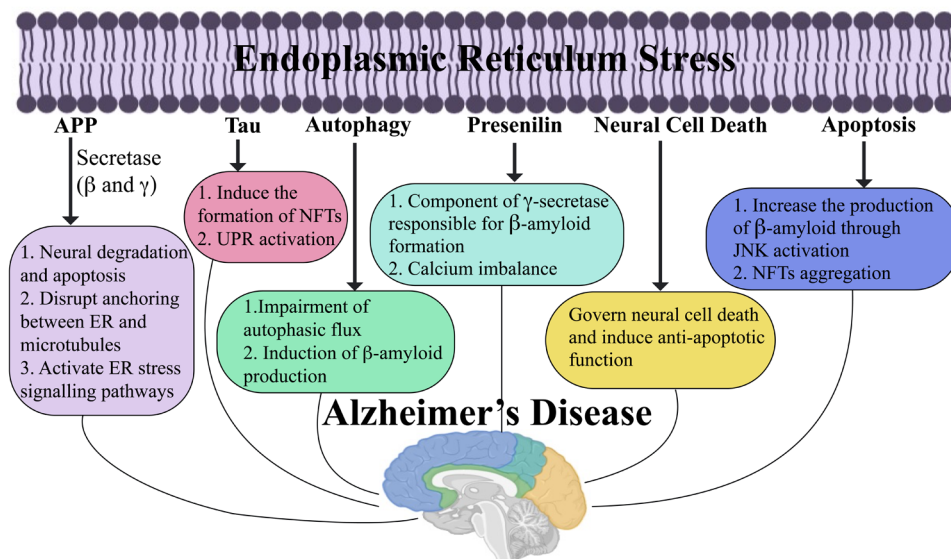 Endoplasmic Reticulum Stress
APP
Tau
Autophagy
Presenilin
Neural Cell Death
Apoptosis
Secretase
(β and γ)
1. Neural degradation
and apoptosis
2. Disrupt anchoring
between ER and
microtubules
3. Activate ER stress
signalling pathways
1. Induce the
formation of NFTs
2. UPR activation
1.Impairment of
autophasic flux
2. Induction of β-amyloid
production
1. Component of γ-secretase
responsible for β-amyloid
formation
2. Calcium imbalance
Govern neural cell death
and induce anti-apoptotic
function
1. Increase the production
of β-amyloid through
JNK activation
2. NFTs aggregation
Alzheimer's Disease